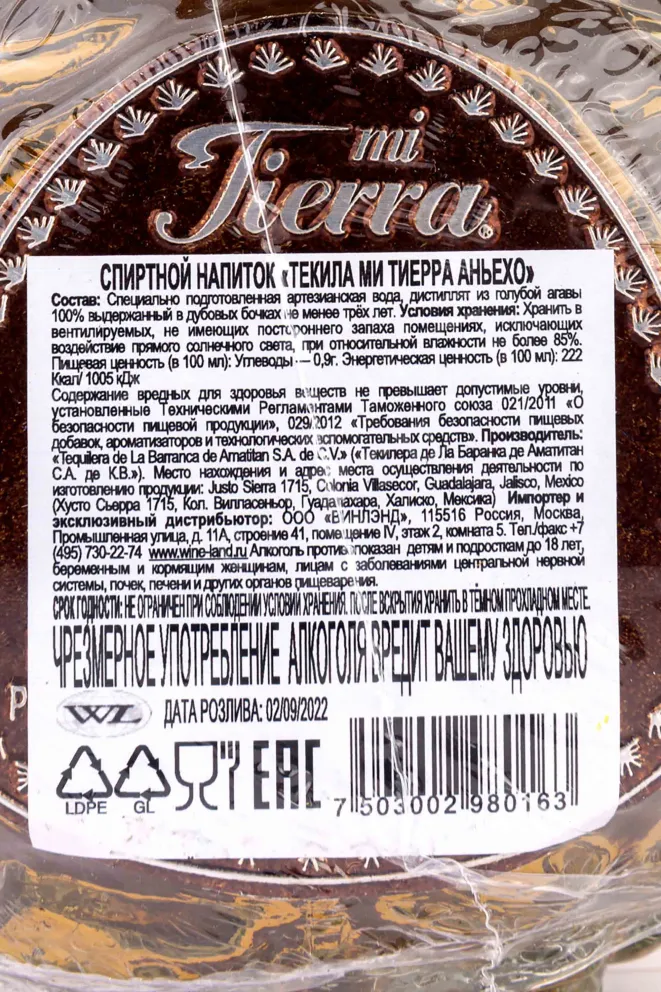 mi
Tierra®
СПИРТНОЙ НАПИТОК «ТЕКИЛА МИ ТИЕРРА АНЬЕХО»
Состав: Специально подготовленная артезианская вода, дистиллят из голубой агавы
100% выдержанный в дубовых бочках не менее трёх лет. Условия хранения: Хранить в
вентилируемых, не имеющих постороннего запаха помещениях, исключающих
воздействие прямого солнечного света, при относительной влажности не более 85%.
Пищевая ценность (в 100 мл): Углеводы — 0,9г. Энергетическая ценность (в 100 мл): 222
Ккал/ 1005 кДж
Содержание вредных для здоровья веществ не превышает допустимые уровни,
установленные Техническими Регламентами Таможенного союза 021/2011 «О
безопасности пищевой продукции», 029/2012 «Требования безопасности пищевых
добавок, ароматизаторов и технологических вспомогательных средств». Производитель:
«Tequilera de La Barranca de Amatitan S.A. de C.V.» («Текилера де Ла Баранка де Аматитан
С.А. де К.В.»). Место нахождения и адрес места осуществления деятельности по
изготовлению продукции: Justo Sierra 1715, Colonia Villasecor, Guadalajara, Jalisco, Mexico
(Хусто Сьерра 1715, Кол. Вилласеньор, Гуадалахара, Халиско, Мексика) Импортер и
эксклюзивный дистрибьютор: ООО «ВИНЛЭНД», 115516 Россия, Москва,
Промышленная улица, д. 11А, строение 41, помещение IV, этаж 2, комната 5. Тел./факс +7
(495) 730-22-74 www.wine-land.ru Алкоголь противопоказан детям и подросткам до 18 лет,
беременным и кормящим женщинам, лицам с заболеваниями центральной нервной
системы, почек, печени и других органов пищеварения.
СРОК ГОДНОСТИ: НЕ ОГРАНИЧЕН ПРИ СОБЛЮДЕНИИ УСЛОВИЙ ХРАНЕНИЯ. ПОСЛЕ ВСКРЫТИЯ ХРАНИТЬ В ТЁМНОМ ПРОХЛАДНОМ МЕСТЕ.
ЧРЕЗМЕРНОЕ УПОТРЕБЛЕНИЕ АЛКОГОЛЯ ВРЕДИТ ВАШЕМУ ЗДОРОВЬЮ
WL ДАТА РОЗЛИВА: 02/09/2022
LDPE GL EAC 7 503002 980163